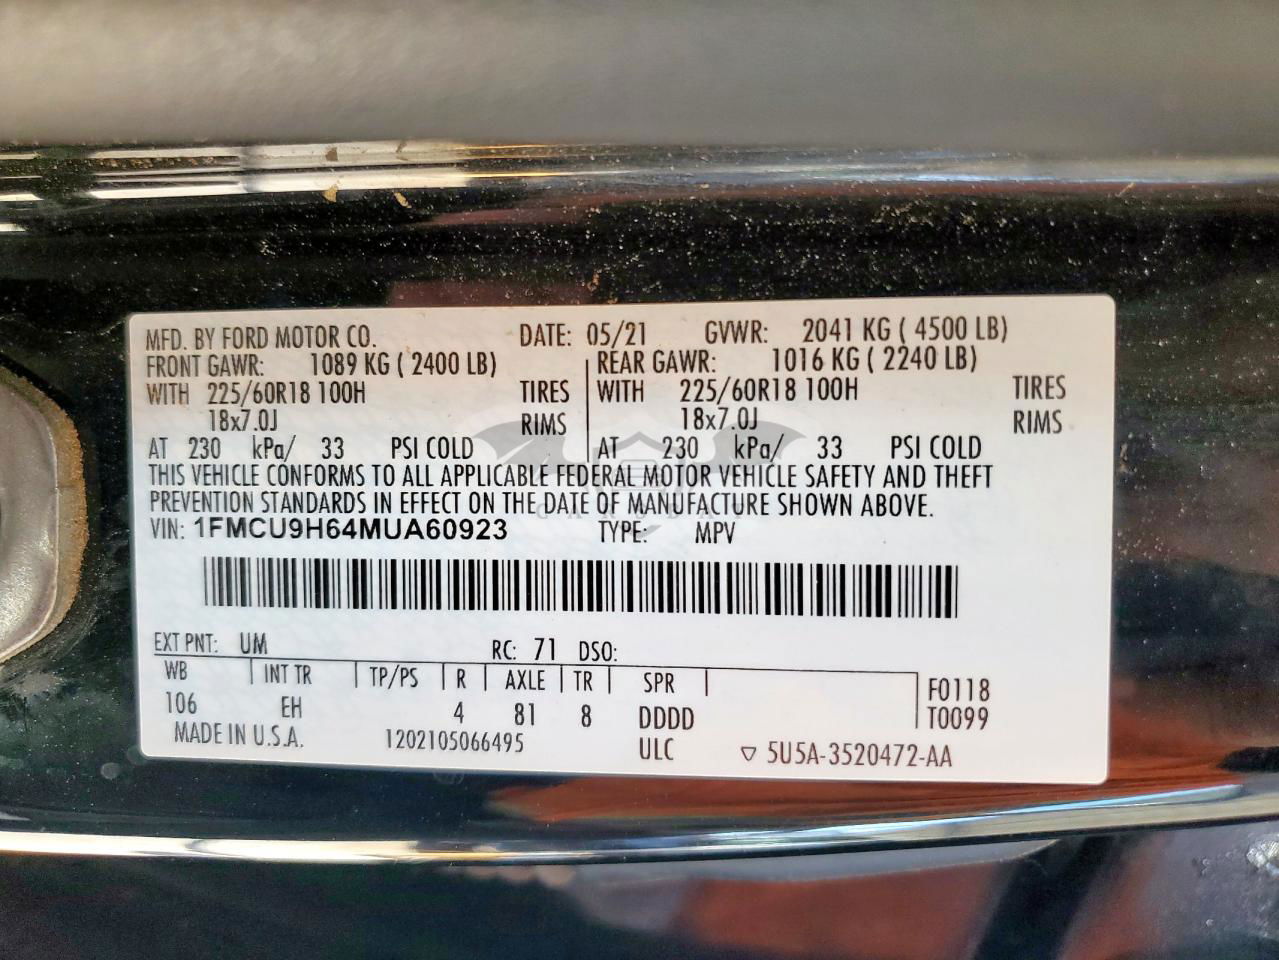 MFD. BY FORD MOTOR CO. DATE: 05/21 GVWR: 2041 KG ( 4500 LB)
FRONT GAWR: 1089 KG ( 2400 LB) REAR GAWR: 1016 KG ( 2240 LB)
WITH 225/60R18 100H TIRES WITH 225/60R18 100H TIRES
18x7.0J RIMS 18x7.0J RIMS
AT 230 kPa/ 33 PSI COLD AT 230 kPa/ 33 PSI COLD
THIS VEHICLE CONFORMS TO ALL APPLICABLE FEDERAL MOTOR VEHICLE SAFETY AND THEFT
PREVENTION STANDARDS IN EFFECT ON THE DATE OF MANUFACTURE SHOWN ABOVE.
VIN: 1FMCU9H64MUA60923 TYPE: MPV
EXT PNT: UM RC: 71 DSO:
WB INT TR TP/PS R AXLE TR SPR F0118
106 EH 4 81 8 DDDD T0099
MADE IN U.S.A. 1202105066495 ULC ▽ 5U5A-3520472-AA